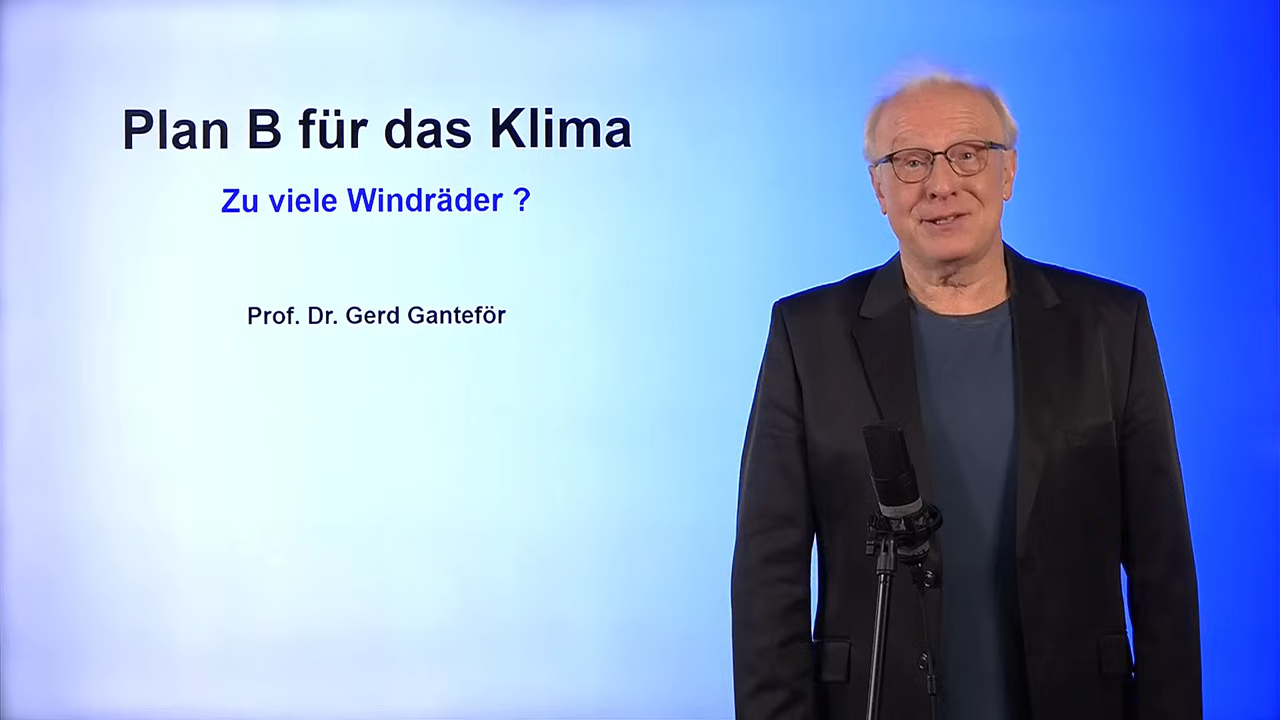 Plan B für das Klima
Zu viele Windräder ?
Prof. Dr. Gerd Ganteför